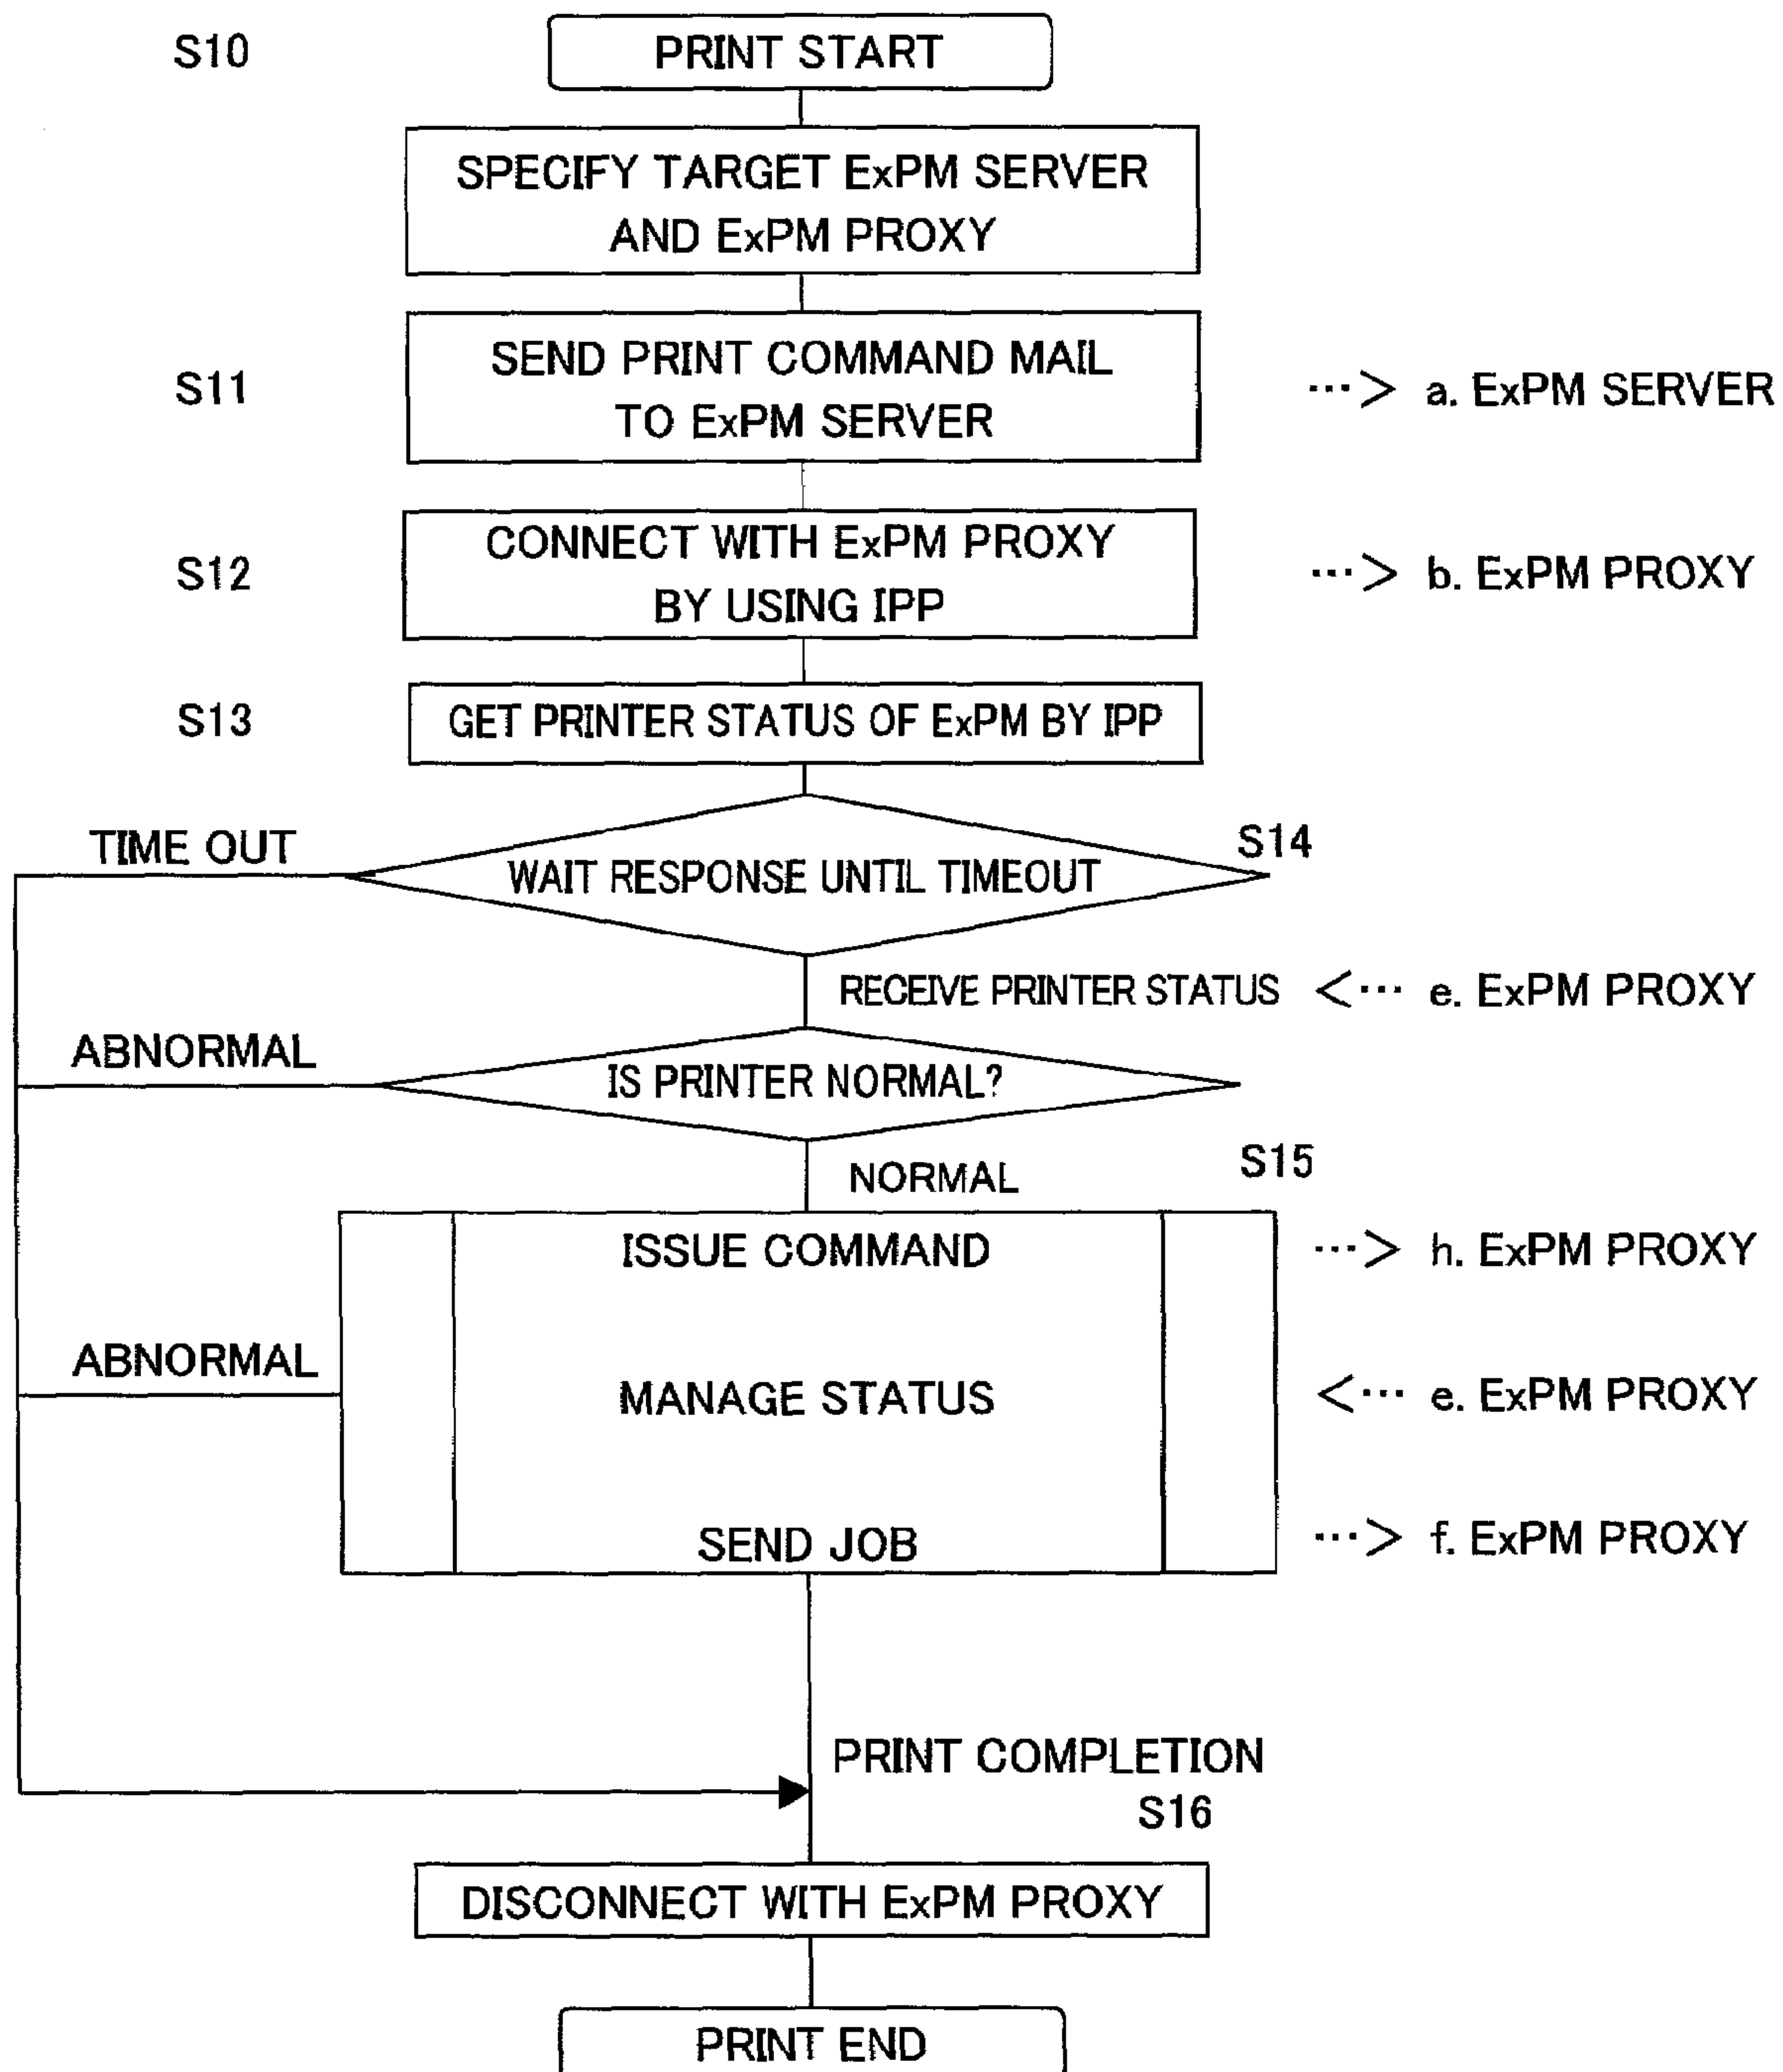 S10
PRINT START
SPECIFY TARGET ExPM SERVER
AND ExPM PROXY
S11
SEND PRINT COMMAND MAIL
TO ExPM SERVER
···> a. ExPM SERVER
S12
CONNECT WITH ExPM PROXY
BY USING IPP
···> b. ExPM PROXY
S13
GET PRINTER STATUS OF ExPM BY IPP
TIME OUT
WAIT RESPONSE UNTIL TIMEOUT
S14
RECEIVE PRINTER STATUS <··· e. ExPM PROXY
ABNORMAL
IS PRINTER NORMAL?
NORMAL
S15
ISSUE COMMAND
···> h. ExPM PROXY
ABNORMAL
MANAGE STATUS
<··· e. ExPM PROXY
SEND JOB
···> f. ExPM PROXY
PRINT COMPLETION
S16
DISCONNECT WITH ExPM PROXY
PRINT END